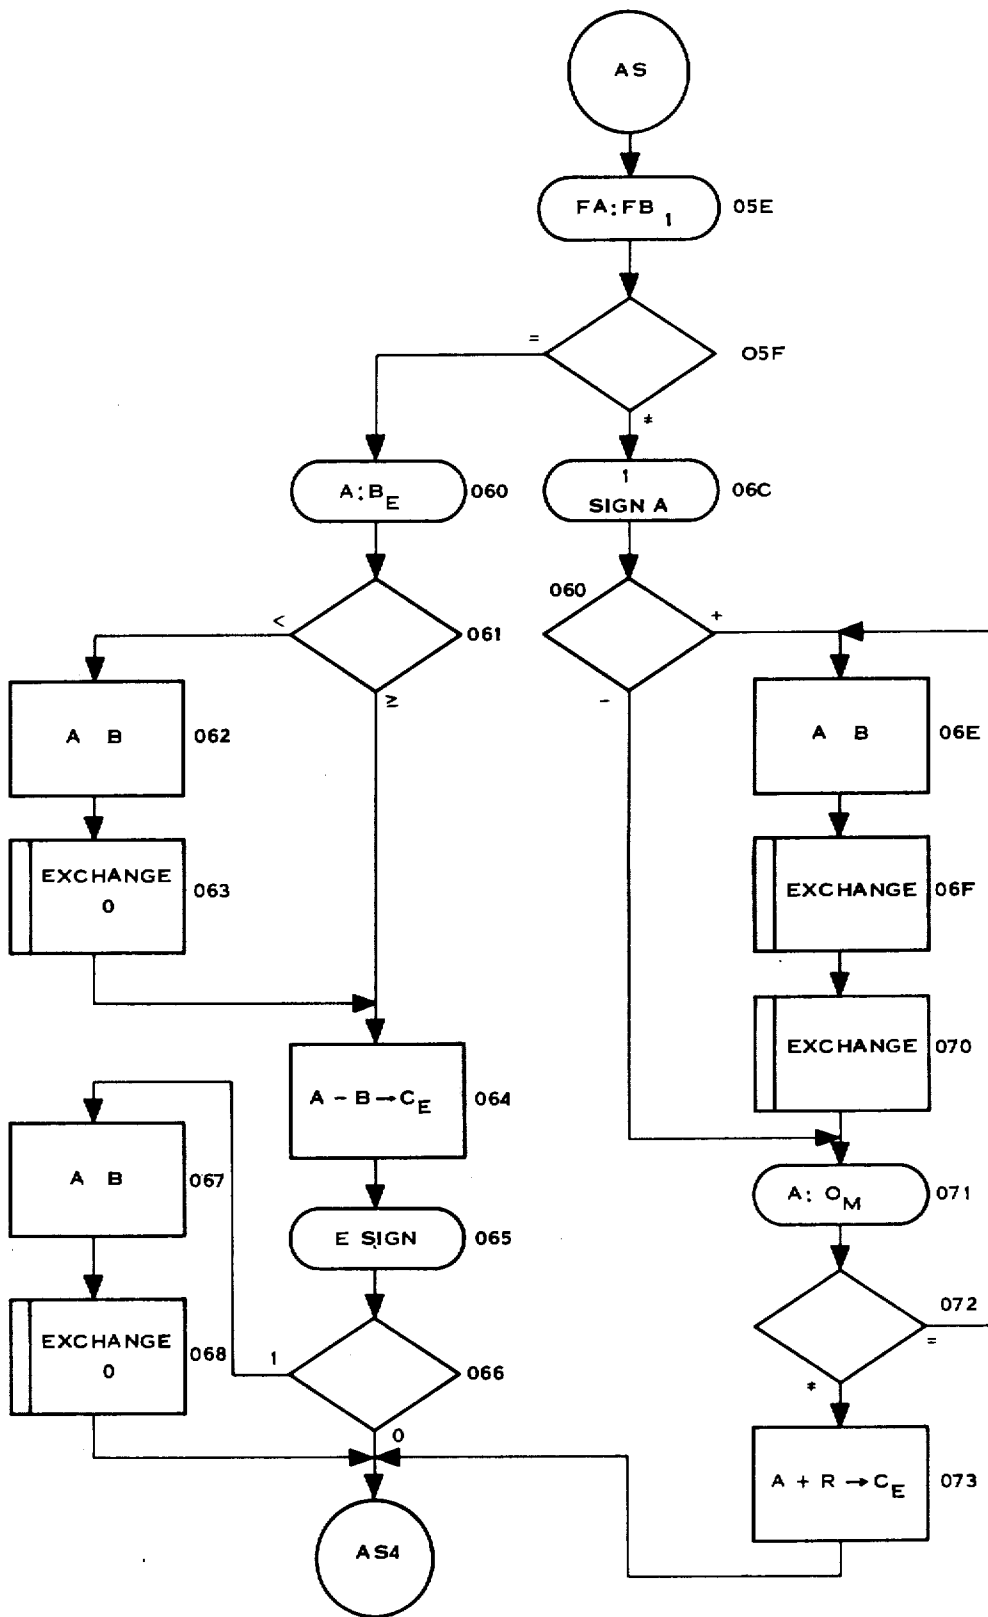 AS
FA:FB 1
05E
=
05F
≠
A:B E
060
1
SIGN A
06C
060
+
<
061
≥
-
A B
062
A B
06E
EXCHANGE
0
063
EXCHANGE
06F
EXCHANGE
070
A - B → C E
064
A B
067
A: O M
071
E SIGN
065
072
=
EXCHANGE
0
068
1
066
≠
0
A + R → C E
073
AS4